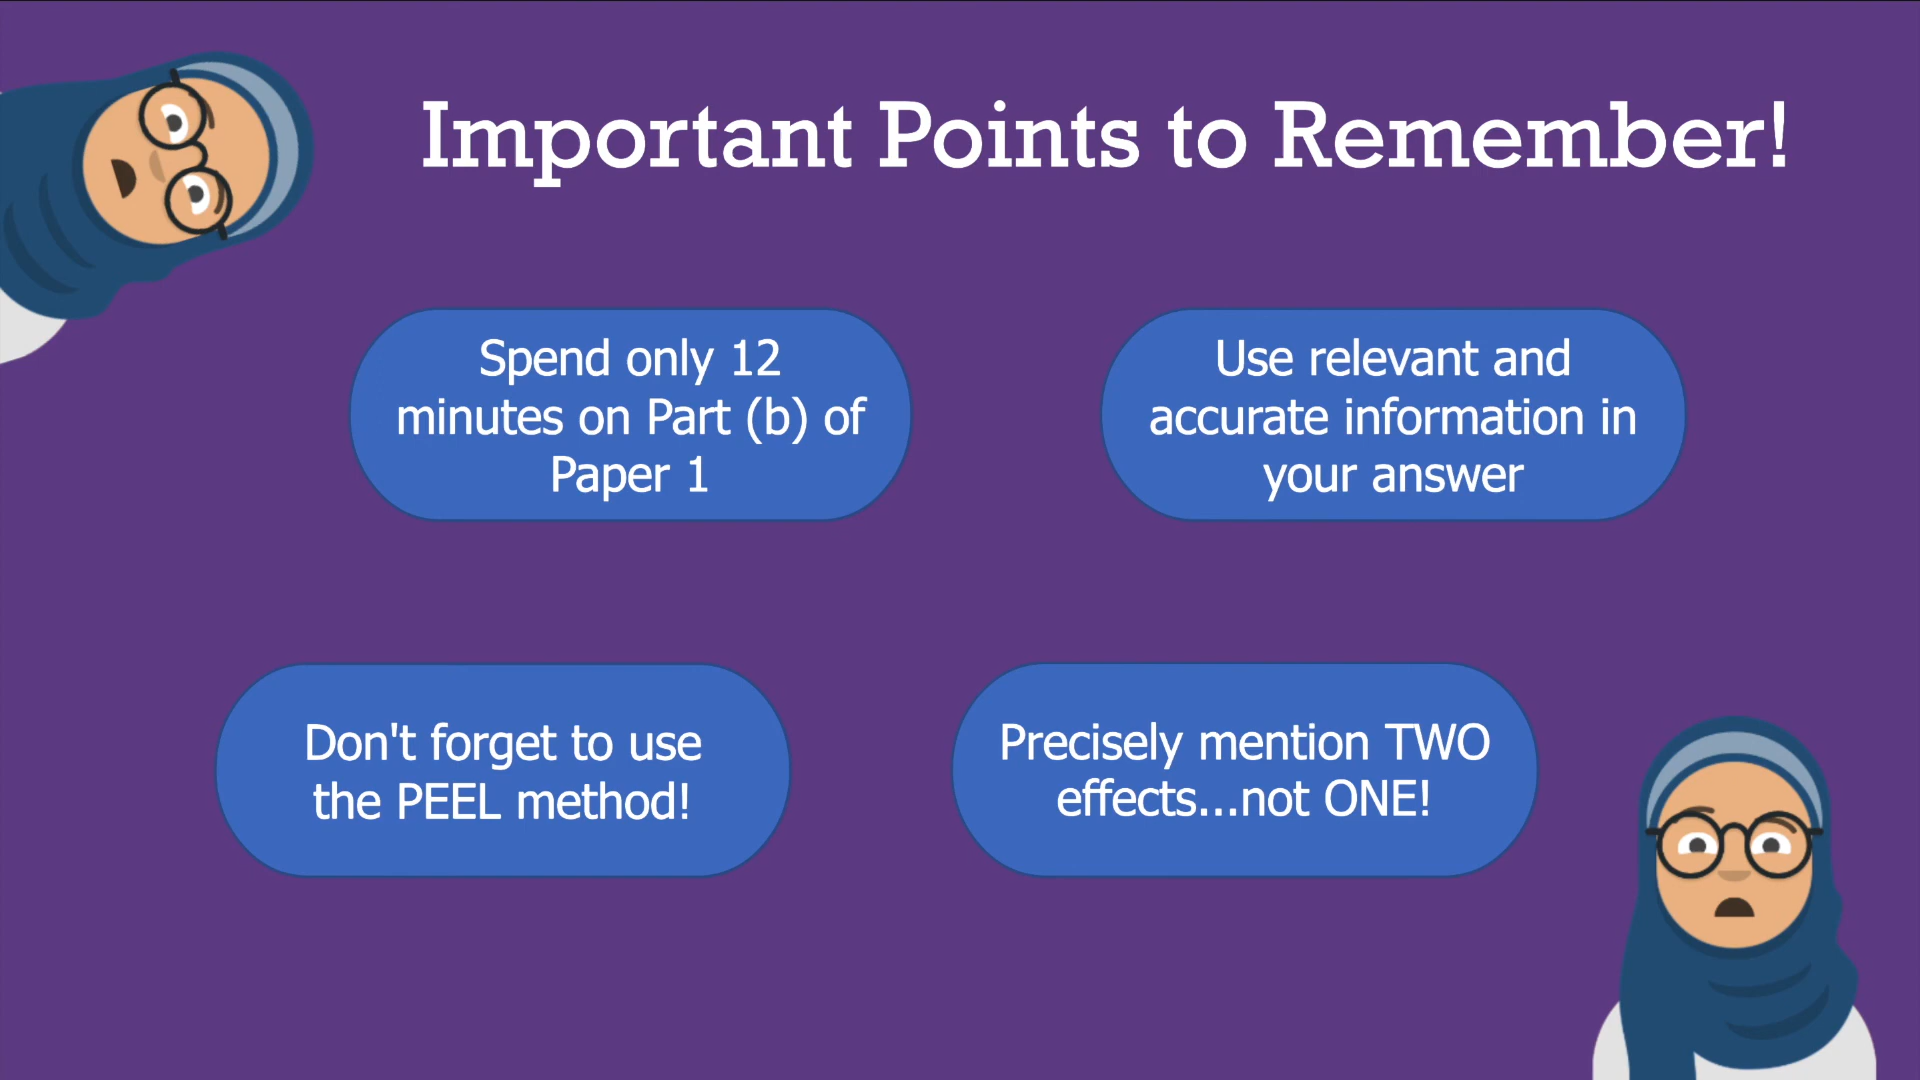 Important Points to Remember!
Spend only 12
minutes on Part (b) of
Paper 1
Use relevant and
accurate information in
your answer
Don't forget to use
the PEEL method!
Precisely mention TWO
effects...not ONE!